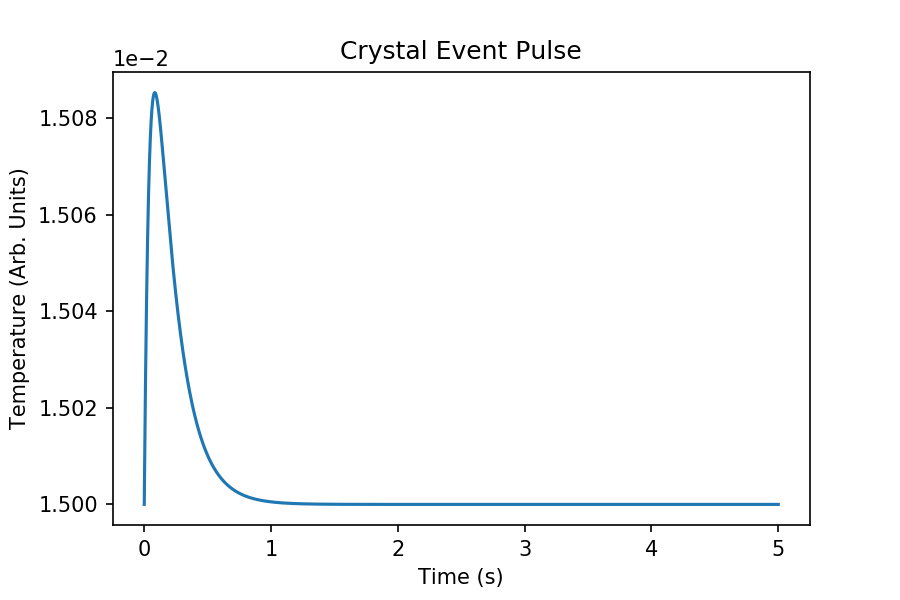 Crystal Event Pulse
1e−2
Temperature (Arb. Units)
1.508
1.506
1.504
1.502
1.500
0 1 2 3 4 5
Time (s)